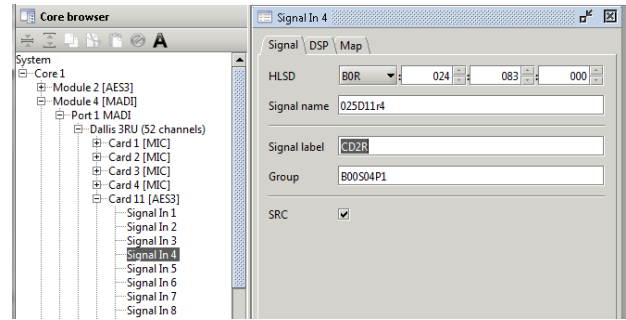 Core browser
A
System
Core 1
Module 2 [AES3]
Module 4 [MADI]
Port 1 MADI
Dallis 3RU (52 channels)
Card 1 [MIC]
Card 2 [MIC]
Card 3 [MIC]
Card 4 [MIC]
Card 11 [AES3]
Signal In 1
Signal In 2
Signal In 3
Signal In 4
Signal In 5
Signal In 6
Signal In 7
Signal In 8
Signal In 4
Signal DSP Map
HLSD B0R : 024 : 083 : 000
Signal name 025D11r4
Signal label CD2R
Group B00S04P1
SRC